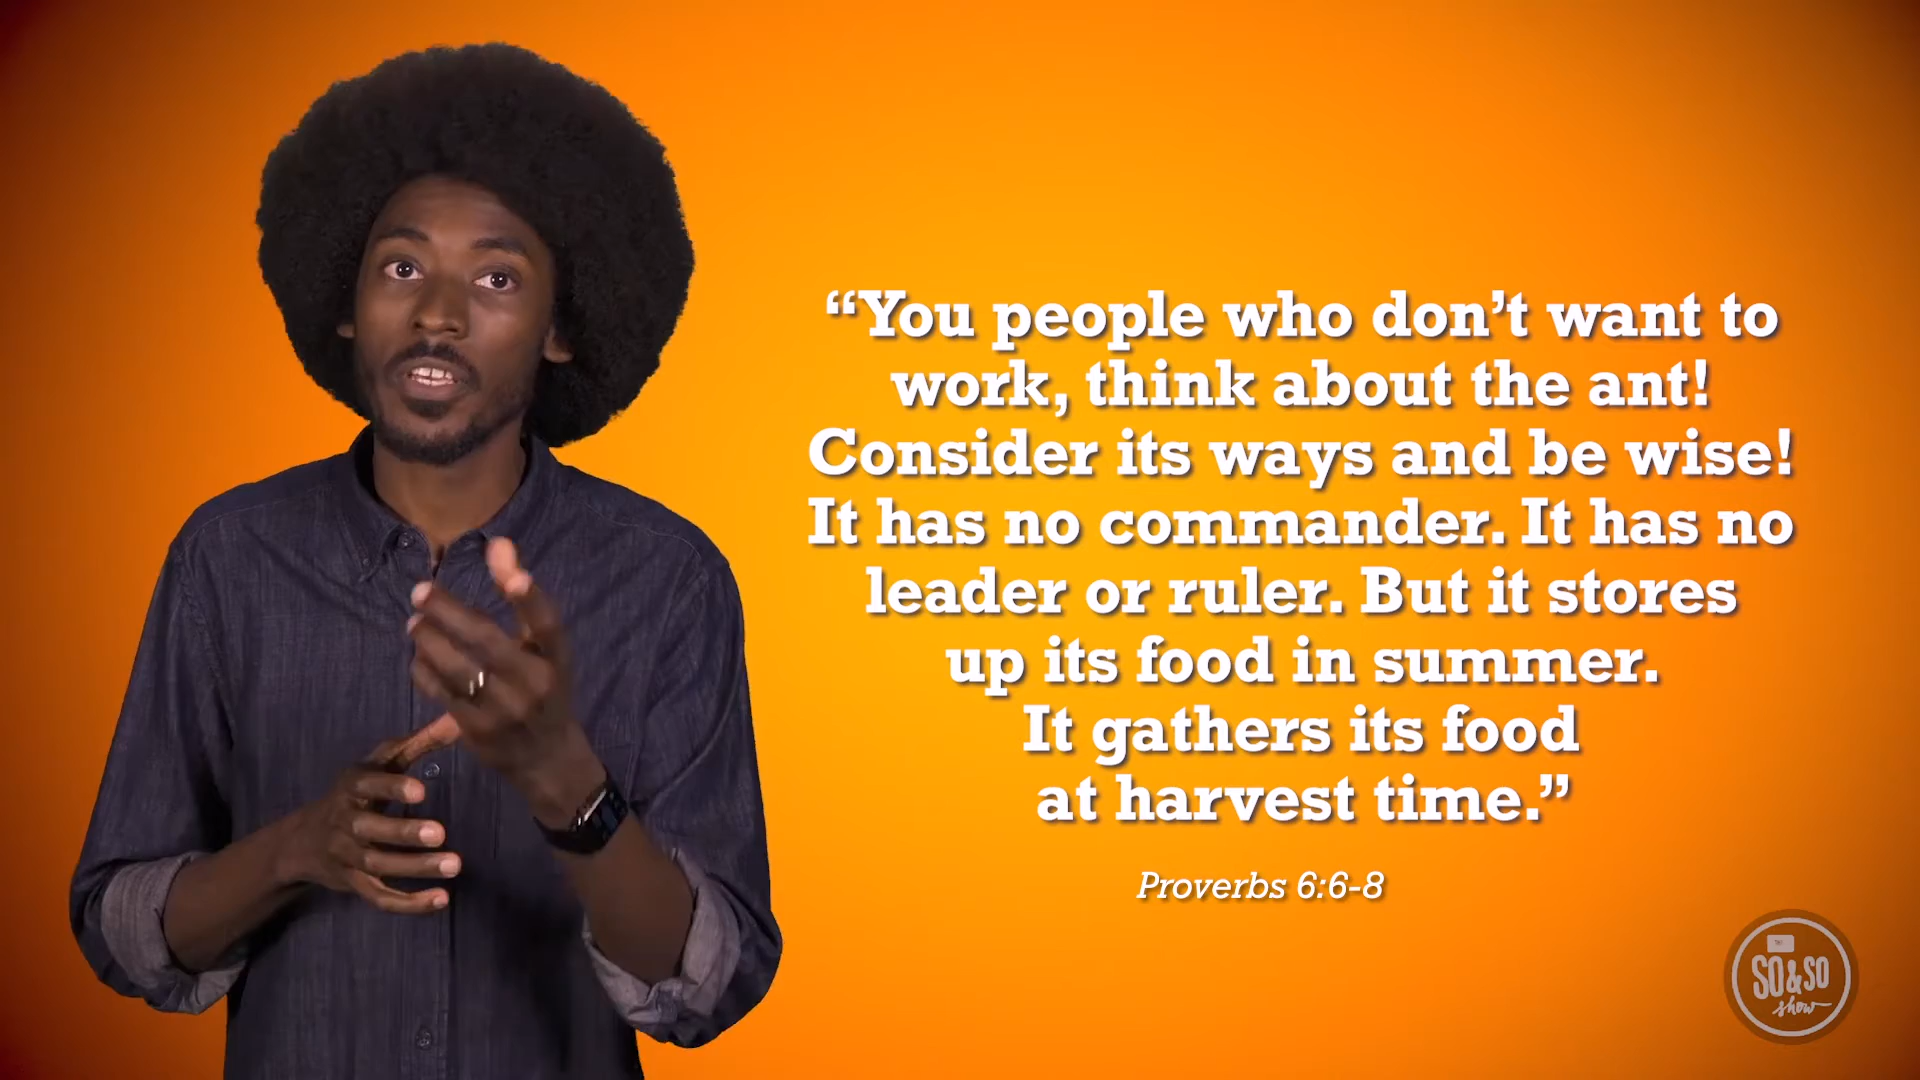 “You people who don’t want to
work, think about the ant!
Consider its ways and be wise!
It has no commander. It has no
leader or ruler. But it stores
up its food in summer.
It gathers its food
at harvest time.”
Proverbs 6:6-8
SO&SO
show